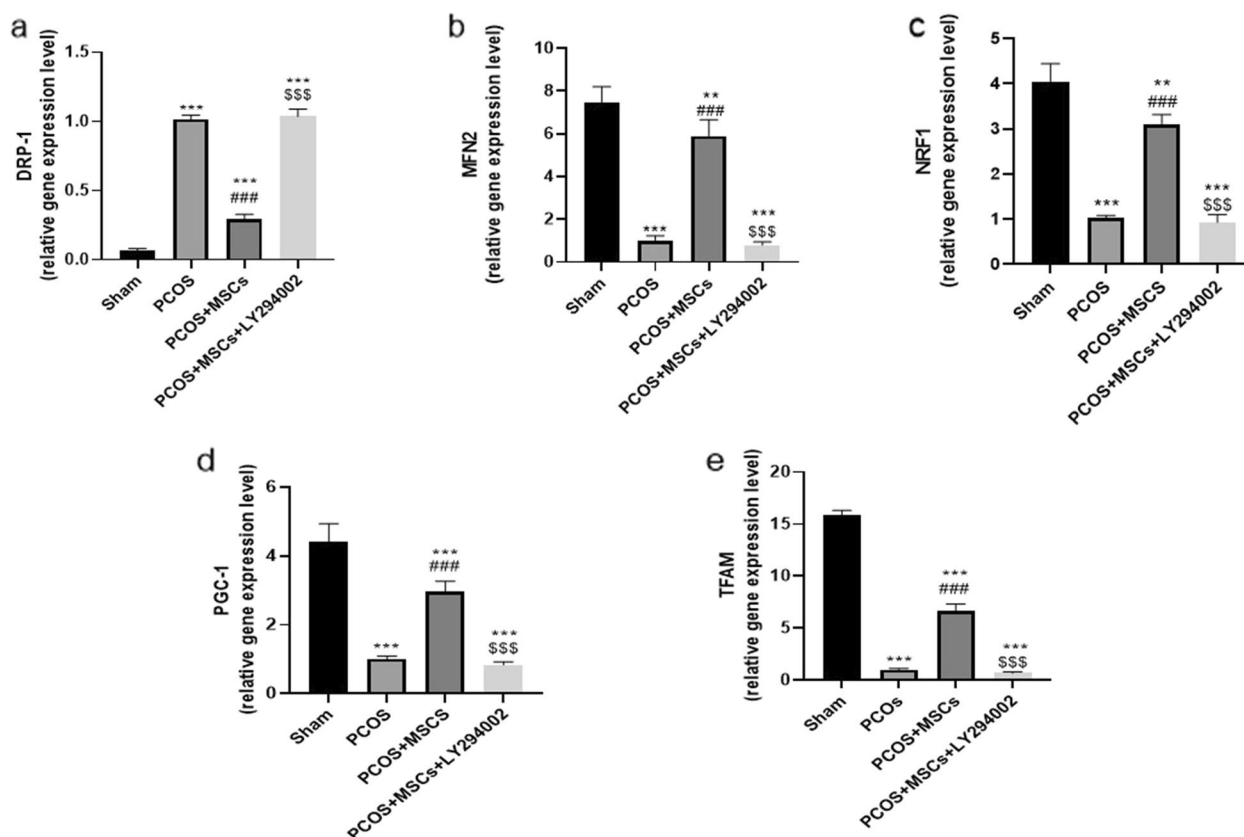 a
DRP-1
(relative gene expression level)
1.5
1.0
0.5
0.0
***
***
###
***
$$$
Sham
PCOS
PCOS+MSCs
PCOS+MSCs+LY294002
b
MFN2
(relative gene expression level)
10
8
6
4
2
0
***
**
###
***
$$$
Sham
PCOS
PCOS+MSCs
PCOS+MSCs+LY294002
c
NRF1
(relative gene expression level)
5
4
3
2
1
0
***
**
###
***
$$$
Sham
PCOS
PCOS+MSCS
PCOS+MSCs+LY294002
d
PGC-1
(relative gene expression level)
6
4
2
0
***
***
###
***
$$$
Sham
PCOS
PCOS+MSCS
PCOS+MSCs+LY294002
e
TFAM
(relative gene expression level)
20
15
10
5
0
***
***
###
***
$$$
Sham
PCOs
PCOS+MSCs
PCOS+MSCs+LY294002